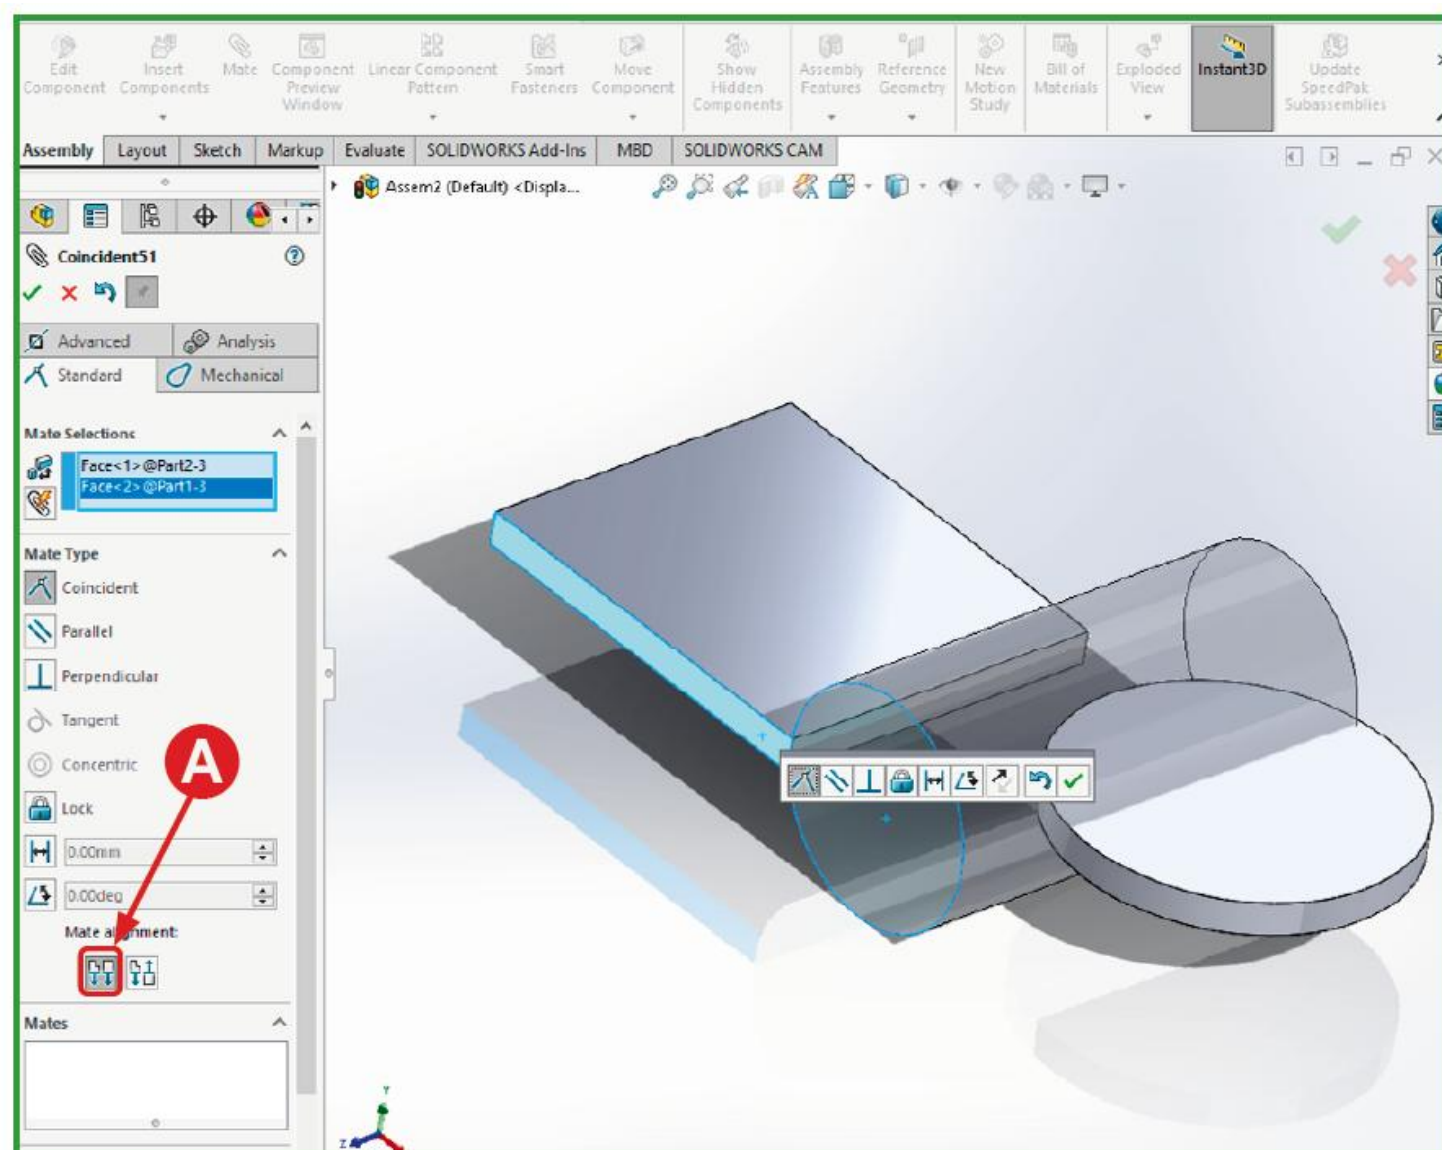 Edit Component
Insert Components
Mate
Component Preview Window
Linear Component Pattern
Smart Fasteners
Move Component
Show Hidden Components
Assembly Features
Reference Geometry
New Motion Study
Bill of Materials
Exploded View
Instant3D
Update SpeedPak Subassemblies
Assembly Layout Sketch Markup Evaluate SOLIDWORKS Add-Ins MBD SOLIDWORKS CAM
Assem2 (Default) <Displa...
Coincident51
Advanced Analysis
Standard Mechanical
Mate Selections
Face<1>@Part2-3
Face<2>@Part1-3
Mate Type
Coincident
Parallel
Perpendicular
Tangent
Concentric
A
Lock
0.00mm
0.00deg
Mate alignment:
Mates
Y
Z